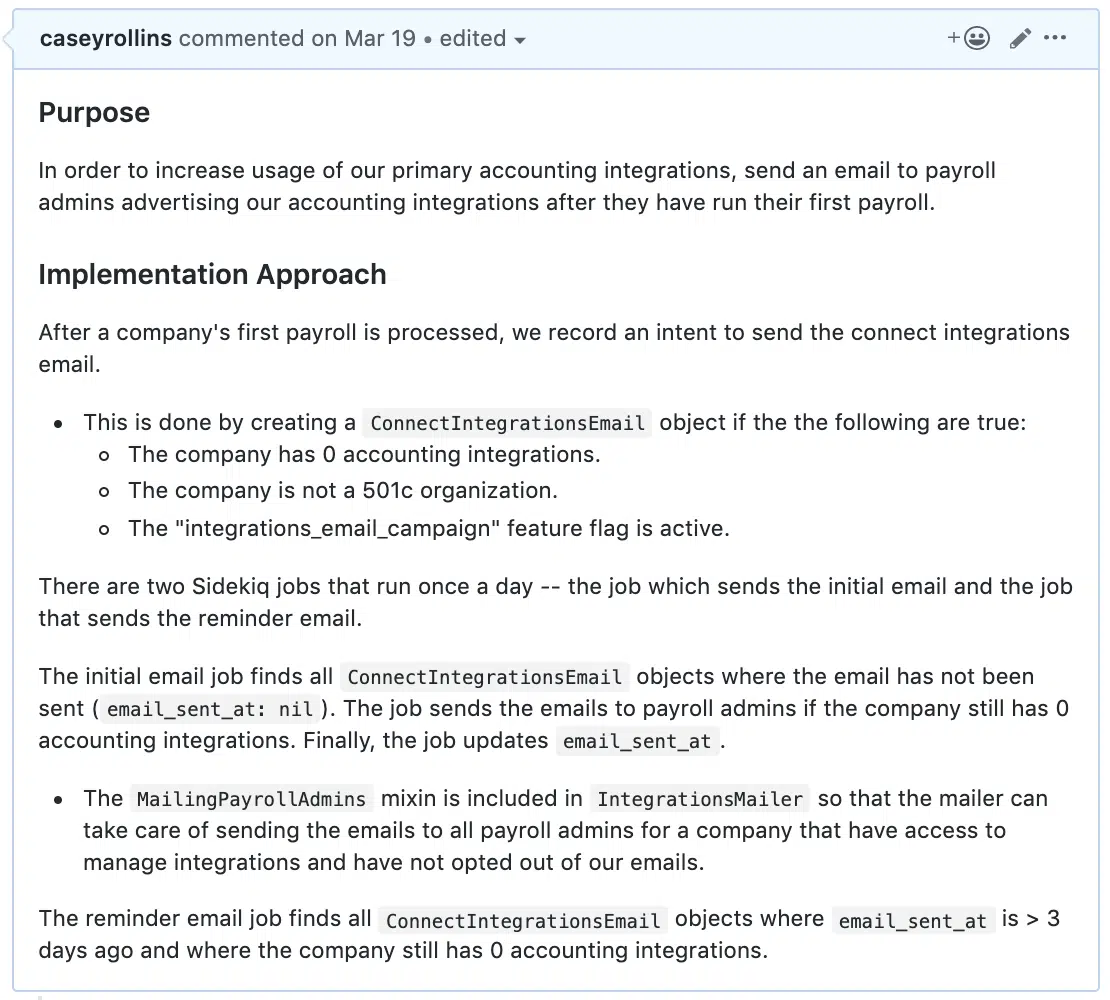 caseyrollins commented on Mar 19 • edited
Purpose
In order to increase usage of our primary accounting integrations, send an email to payroll
admins advertising our accounting integrations after they have run their first payroll.
Implementation Approach
After a company's first payroll is processed, we record an intent to send the connect integrations
email.
• This is done by creating a ConnectIntegrationsEmail object if the the following are true:
◦ The company has 0 accounting integrations.
◦ The company is not a 501c organization.
◦ The "integrations_email_campaign" feature flag is active.
There are two Sidekiq jobs that run once a day -- the job which sends the initial email and the job
that sends the reminder email.
The initial email job finds all ConnectIntegrationsEmail objects where the email has not been
sent ( email_sent_at: nil ). The job sends the emails to payroll admins if the company still has 0
accounting integrations. Finally, the job updates email_sent_at .
• The MailingPayrollAdmins mixin is included in IntegrationsMailer so that the mailer can
take care of sending the emails to all payroll admins for a company that have access to
manage integrations and have not opted out of our emails.
The reminder email job finds all ConnectIntegrationsEmail objects where email_sent_at is > 3
days ago and where the company still has 0 accounting integrations.